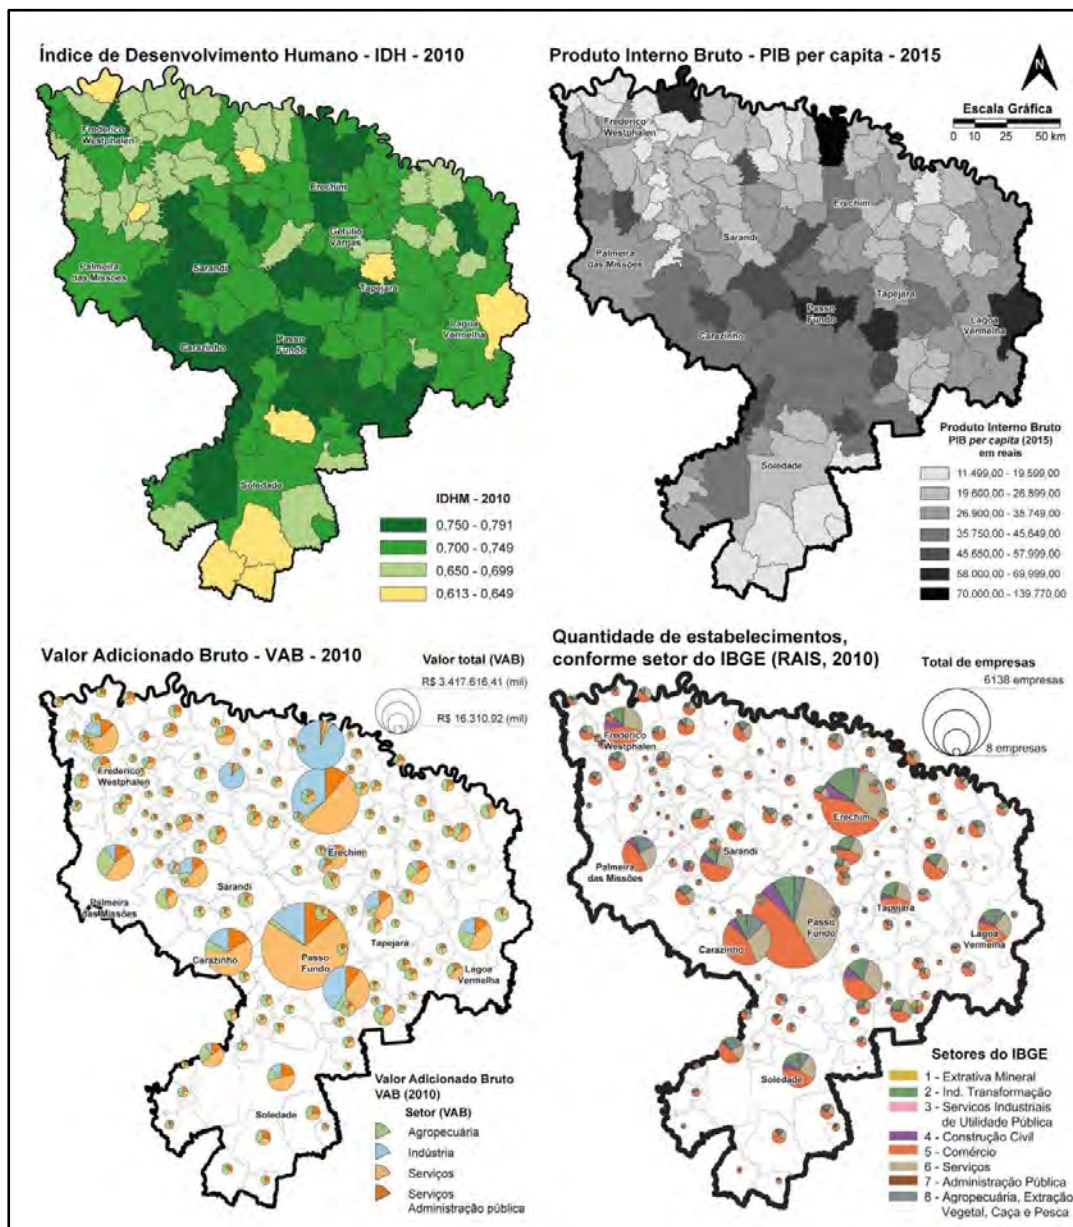 Índice de Desenvolvimento Humano - IDH - 2010
Frederico
Westphalen
Erechim
Getúlio
Vargas
Palmeira
das Missões
Sarandi
Tapejara
Lagoa
Vermelha
Carazinho
Passo
Fundo
Soledade
IDHM - 2010
0,750 - 0,791
0,700 - 0,749
0,650 - 0,699
0,613 - 0,649
Produto Interno Bruto - PIB per capita - 2015
N
Escala Gráfica
0 10 25 50 km
Frederico
Westphalen
Erechim
Sarandi
Palmeira
das Missões
Tapejara
Passo
Fundo
Lagoa
Vermelha
Carazinho
Soledade
Produto Interno Bruto
PIB per capita (2015)
em reais
11.499,00 - 19.599,00
19.600,00 - 26.899,00
26.900,00 - 35.749,00
35.750,00 - 45.649,00
45.650,00 - 57.999,00
58.000,00 - 69.999,00
70.000,00 - 139.770,00
Valor Adicionado Bruto - VAB - 2010
Valor total (VAB)
R$ 3.417.616,41 (mil)
R$ 16.310,92 (mil)
Frederico
Westphalen
Erechim
Sarandi
Palmeira
das Missões
Carazinho
Passo
Fundo
Tapejara
Lagoa
Vermelha
Soledade
Valor Adicionado Bruto
VAB (2010)
Setor (VAB)
Agropecuária
Indústria
Serviços
Serviços
Administração pública
Quantidade de estabelecimentos,
conforme setor do IBGE (RAIS, 2010)
Total de empresas
6138 empresas
8 empresas
Frederico
Westphalen
Erechim
Sarandi
Palmeira
das Missões
Tapejara
Passo
Fundo
Carazinho
Lagoa
Vermelha
Soledade
Setores do IBGE
1 - Extrativa Mineral
2 - Ind. Transformação
3 - Servicos Industriais
de Utilidade Pública
4 - Construção Civil
5 - Comércio
6 - Serviços
7 - Administração Pública
8 - Agropecuária, Extração
Vegetal, Caça e Pesca